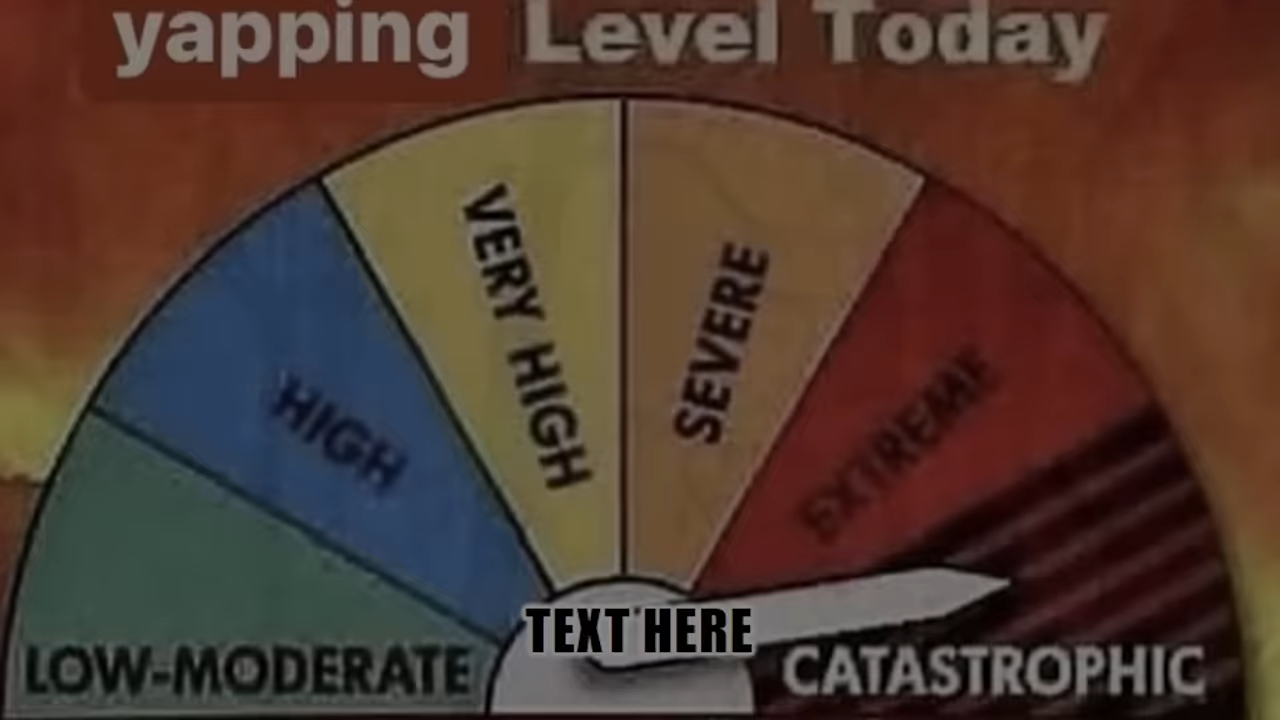 yapping Level Today
VERY HIGH
SEVERE
HIGH
EXTREME
TEXT HERE
LOW-MODERATE
CATASTROPHIC